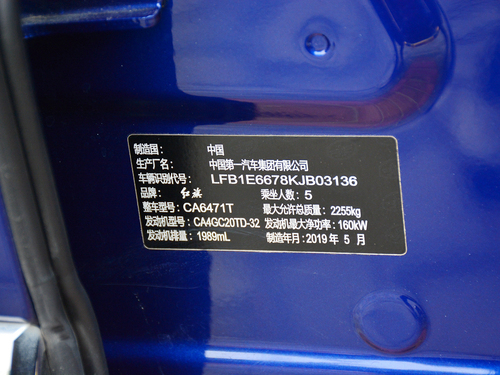 制造国： 中国
生产厂名： 中国第一汽车集团有限公司
车辆识别代号： LFB1E6678KJB03136
品牌： 红旗 乘坐人数：5
整车型号：CA6471T 最大允许总质量：2255kg
发动机型号：CA4GC20TD-32 发动机最大净功率：160kW
发动机排量：1989mL 制造年月：2019 年 5 月